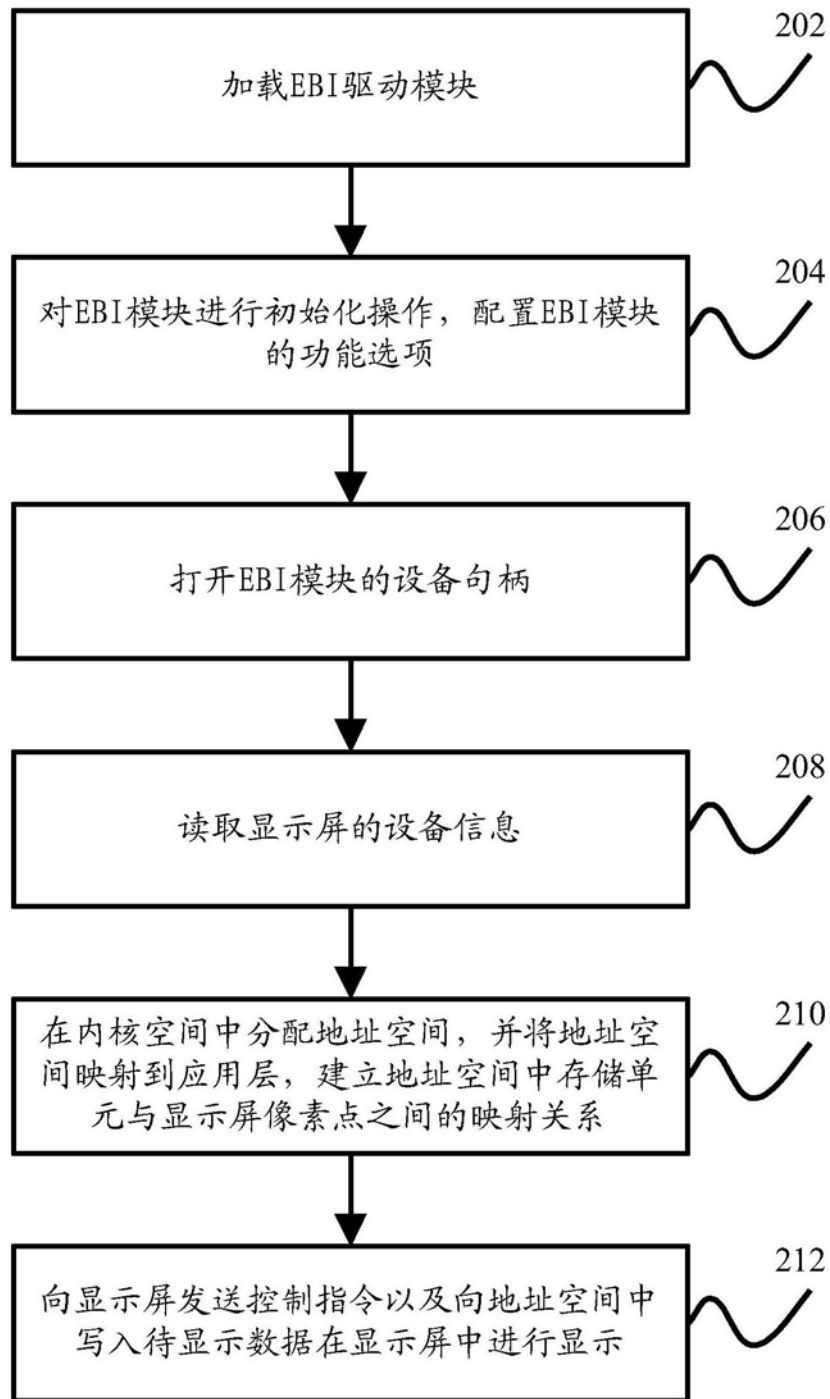 202
加载EBI驱动模块
204
对EBI模块进行初始化操作，配置EBI模块
的功能选项
206
打开EBI模块的设备句柄
208
读取显示屏的设备信息
210
在内核空间中分配地址空间，并将地址空
间映射到应用层，建立地址空间中存储单
元与显示屏像素点之间的映射关系
212
向显示屏发送控制指令以及向地址空间中
写入待显示数据在显示屏中进行显示